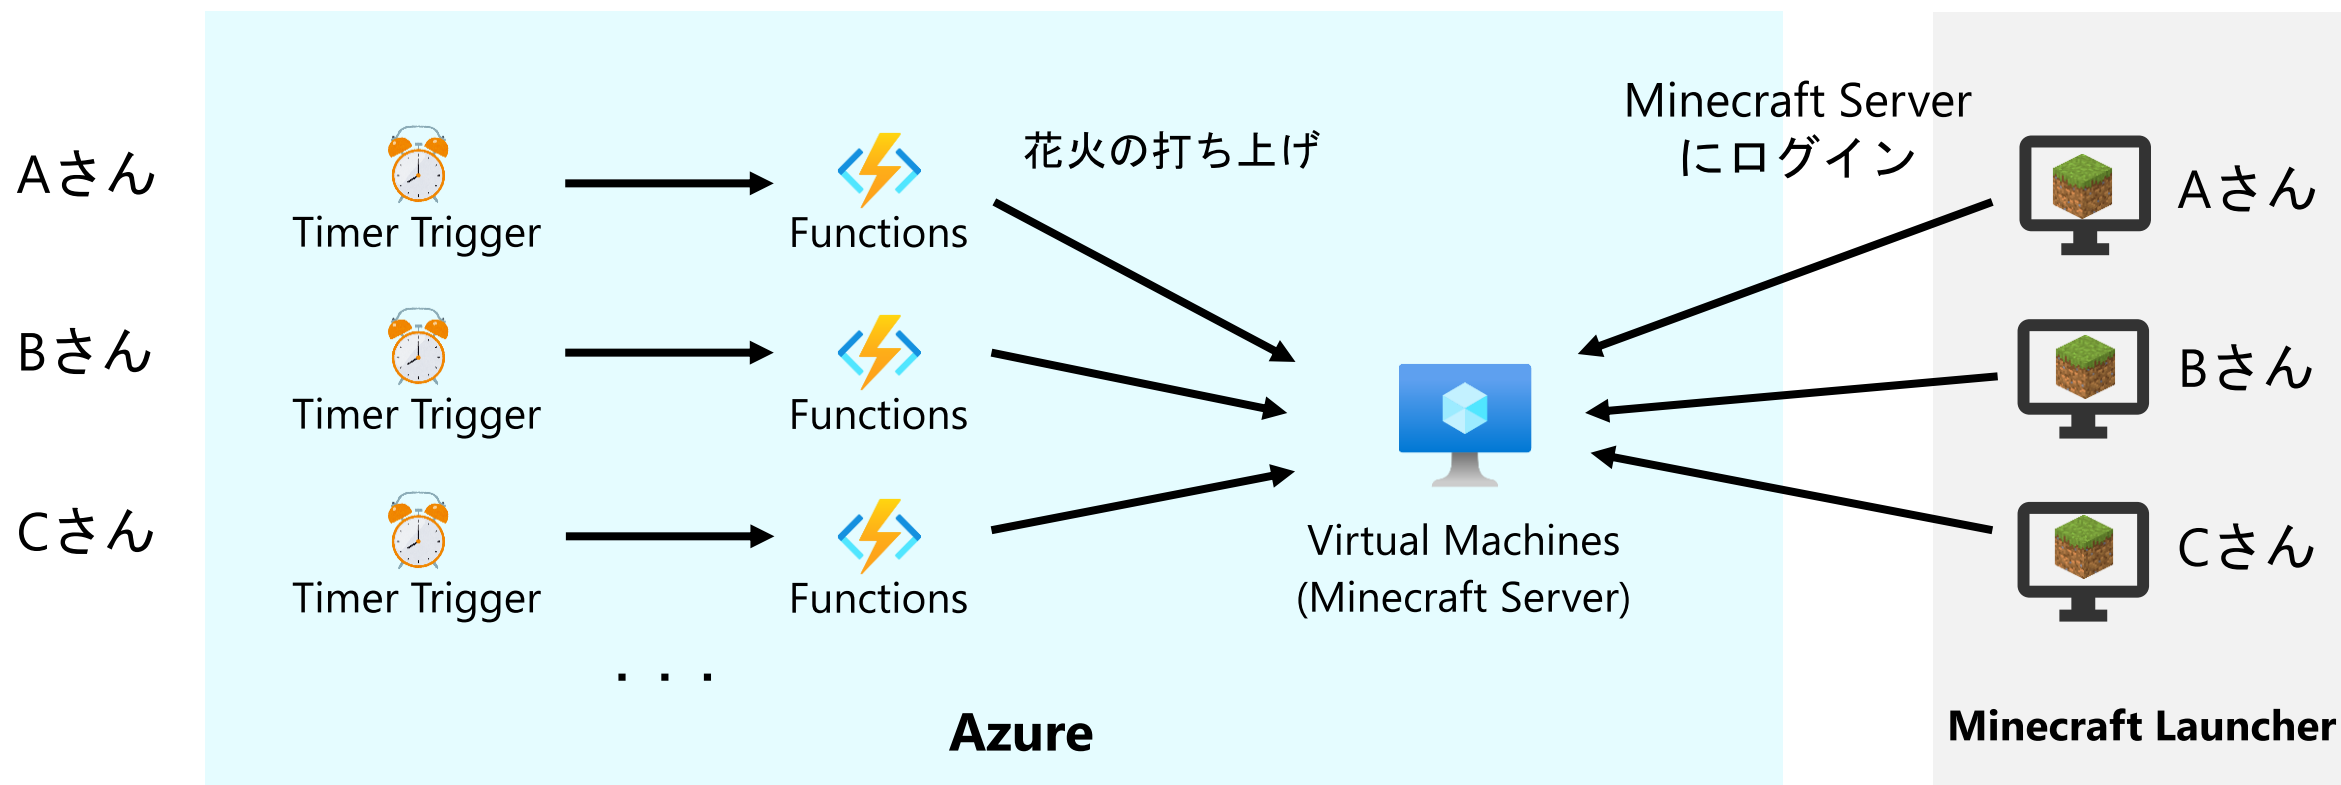 Aさん
Timer Trigger
Functions
花火の打ち上げ
Minecraft Server
にログイン
Aさん
Bさん
Timer Trigger
Functions
Bさん
Cさん
Timer Trigger
Functions
Virtual Machines
(Minecraft Server)
Cさん
・・・
Azure
Minecraft Launcher